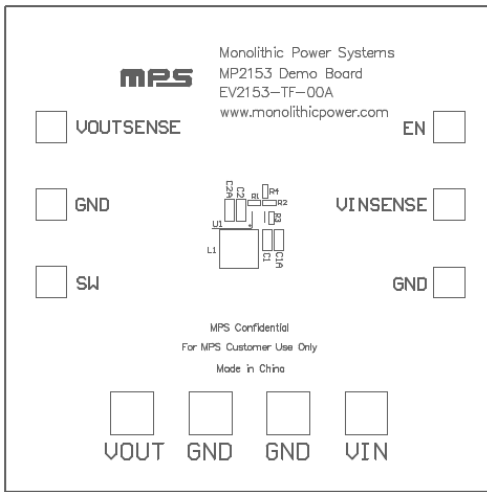 mps
Monolithic Power Systems
MP2153 Demo Board
EV2153-TF-00A
www.monolithicpower.com
VOUTSENSE
EN
GND
VINSENSE
SW
GND
C2A
C2
R1
R4
R2
R3
U1
L1
C1
C1A
MPS Confidential
For MPS Customer Use Only
Made in China
VOUT GND GND VIN